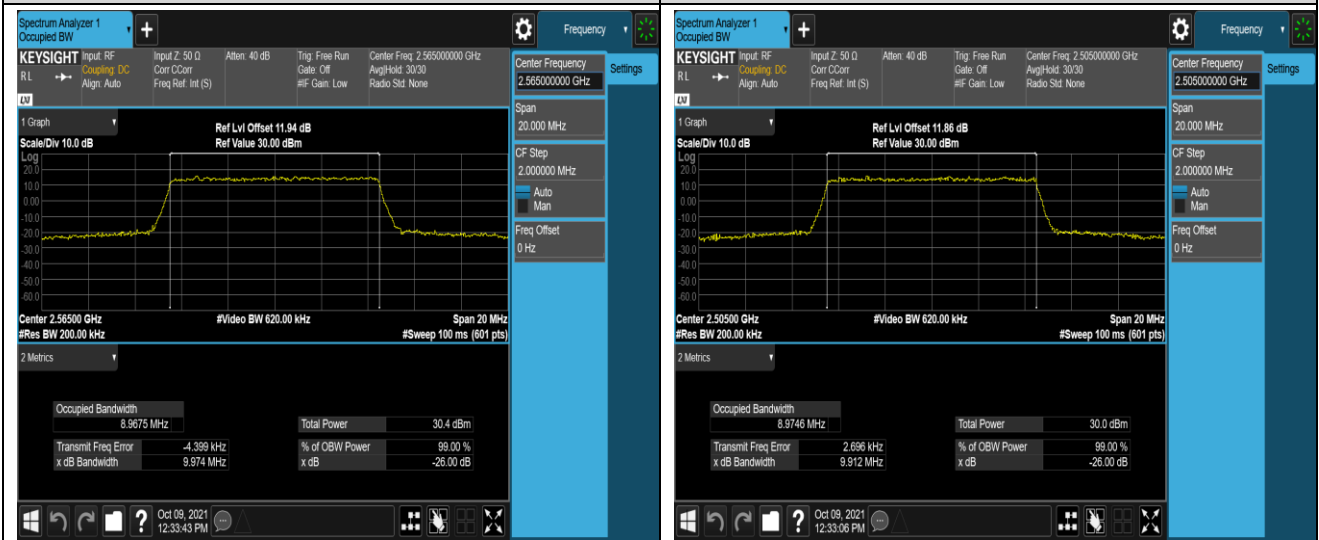 Spectrum Analyzer 1
Occupied BW
+
Frequency
KEYSIGHT
Input: RF
Coupling: DC
Align: Auto
Input Z: 50 Ω
Corr CCorr
Freq Ref: Int (S)
Atten: 40 dB
Trig: Free Run
Gate: Off
#IF Gain: Low
Center Freq: 2.565000000 GHz
Avg|Hold: 30/30
Radio Std: None
RL
LXI
Center Frequency
2.565000000 GHz
Settings
Span
20.000 MHz
CF Step
2.000000 MHz
Auto
Man
Freq Offset
0 Hz
1 Graph
Ref Lvl Offset 11.94 dB
Scale/Div 10.0 dB
Ref Value 30.00 dBm
Log
20.0
10.0
0.00
-10.0
-20.0
-30.0
-40.0
-50.0
-60.0
Center 2.56500 GHz
#Video BW 620.00 kHz
Span 20 MHz
#Res BW 200.00 kHz
#Sweep 100 ms (601 pts)
2 Metrics
Occupied Bandwidth
8.9675 MHz
Total Power 30.4 dBm
Transmit Freq Error -4.399 kHz
% of OBW Power 99.00 %
x dB Bandwidth 9.974 MHz
x dB -26.00 dB
?
Oct 09, 2021
12:33:43 PM
Spectrum Analyzer 1
Occupied BW
+
Frequency
KEYSIGHT
Input: RF
Coupling: DC
Align: Auto
Input Z: 50 Ω
Corr CCorr
Freq Ref: Int (S)
Atten: 40 dB
Trig: Free Run
Gate: Off
#IF Gain: Low
Center Freq: 2.505000000 GHz
Avg|Hold: 30/30
Radio Std: None
RL
LXI
Center Frequency
2.505000000 GHz
Settings
Span
20.000 MHz
CF Step
2.000000 MHz
Auto
Man
Freq Offset
0 Hz
1 Graph
Ref Lvl Offset 11.86 dB
Scale/Div 10.0 dB
Ref Value 30.00 dBm
Log
20.0
10.0
0.00
-10.0
-20.0
-30.0
-40.0
-50.0
-60.0
Center 2.50500 GHz
#Video BW 620.00 kHz
Span 20 MHz
#Res BW 200.00 kHz
#Sweep 100 ms (601 pts)
2 Metrics
Occupied Bandwidth
8.9746 MHz
Total Power 30.0 dBm
Transmit Freq Error 2.696 kHz
% of OBW Power 99.00 %
x dB Bandwidth 9.912 MHz
x dB -26.00 dB
?
Oct 09, 2021
12:33:06 PM